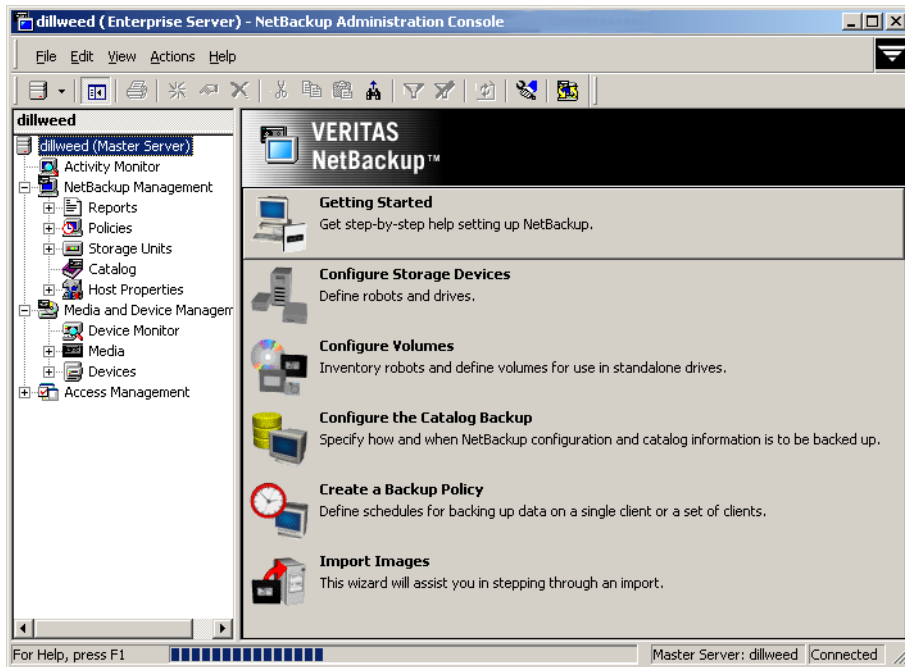 dillweed ( Enterprise Server) - NetBackup Administration Console
File Edit View Actions Help
dillweed
dillweed (Master Server)
Activity Monitor
NetBackup Management
Reports
Policies
Storage Units
Catalog
Host Properties
Media and Device Managem
Device Monitor
Media
Devices
Access Management
VERITAS
NetBackup™
Getting Started
Get step-by-step help setting up NetBackup.
Configure Storage Devices
Define robots and drives.
Configure Volumes
Inventory robots and define volumes for use in standalone drives.
Configure the Catalog Backup
Specify how and when NetBackup configuration and catalog information is to be backed up.
Create a Backup Policy
Define schedules for backing up data on a single client or a set of clients.
Import Images
This wizard will assist you in stepping through an import.
For Help, press F1 Master Server: dillweed Connected